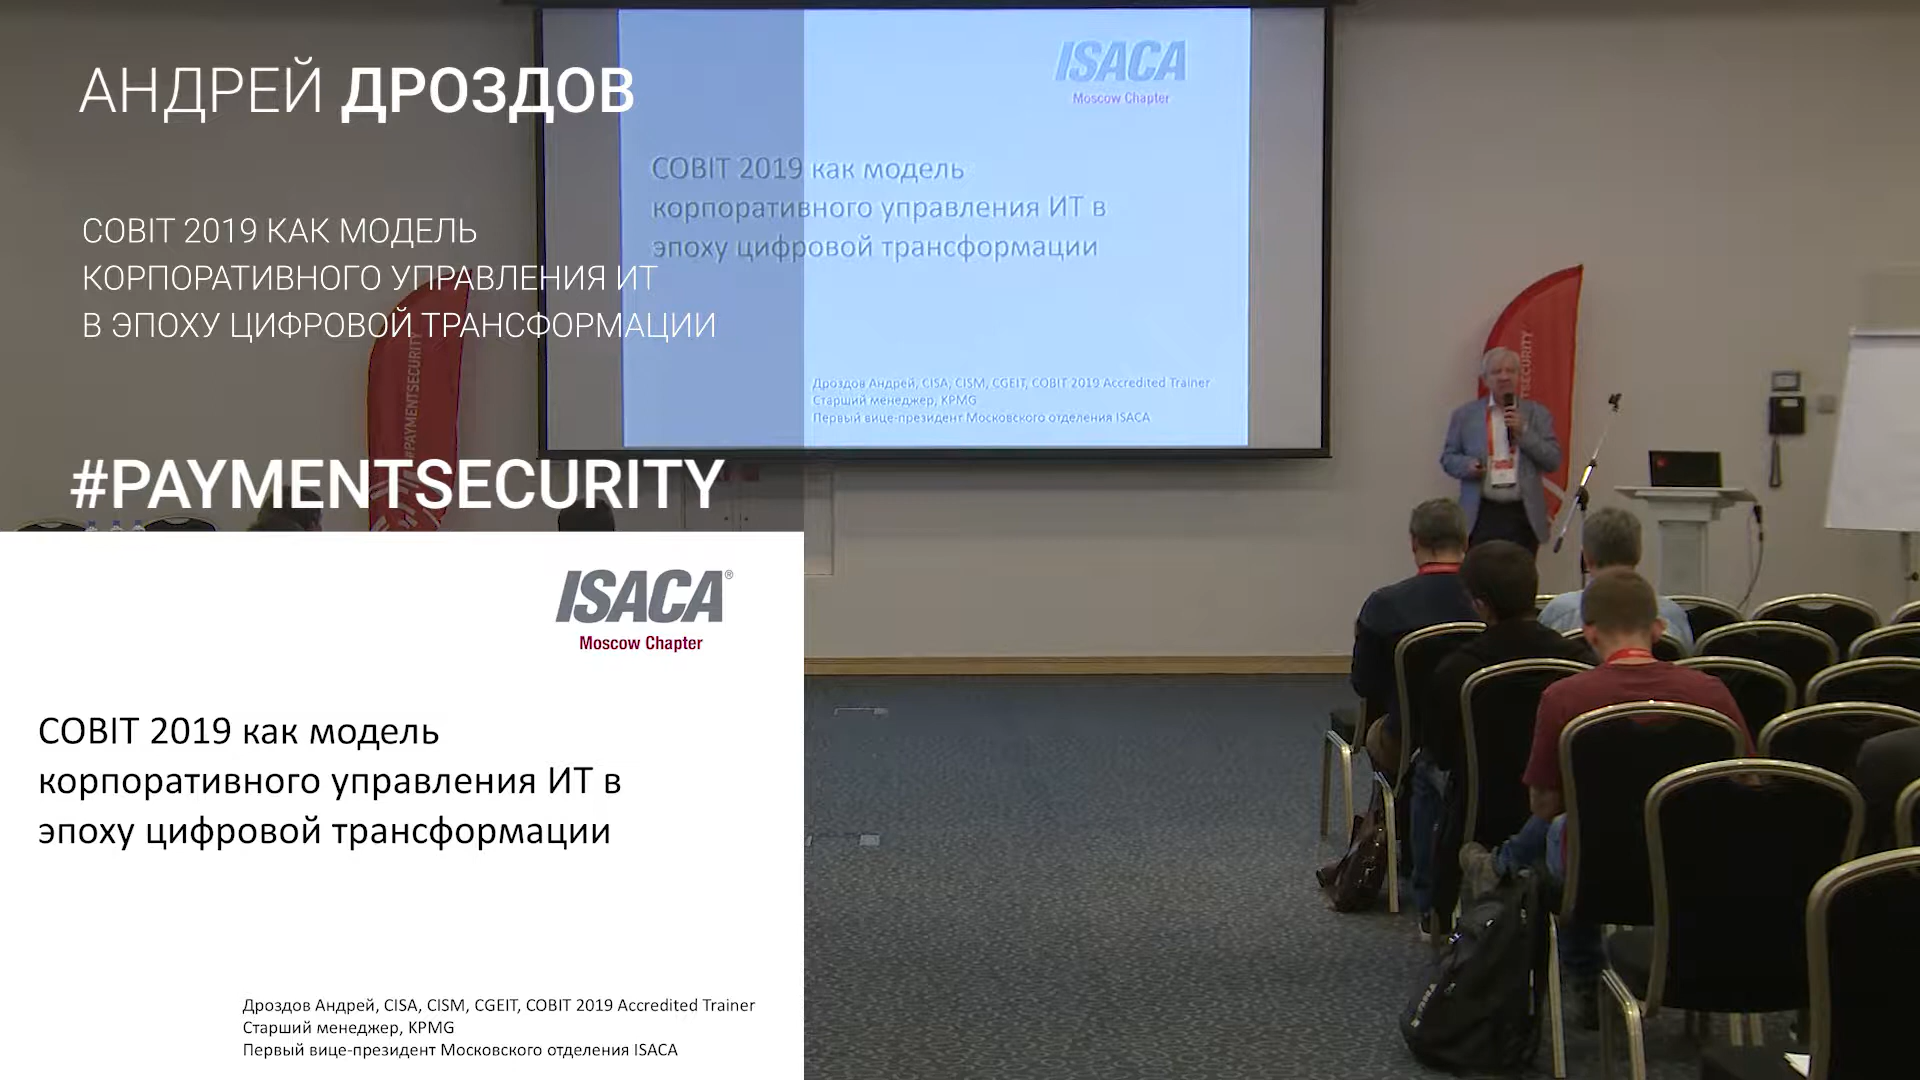 АНДРЕЙ ДРОЗДОВ
COBIT 2019 КАК МОДЕЛЬ
КОРПОРАТИВНОГО УПРАВЛЕНИЯ ИТ
В ЭПОХУ ЦИФРОВОЙ ТРАНСФОРМАЦИИ
#PAYMENTSECURITY
ISACA
Moscow Chapter
COBIT 2019 как модель
корпоративного управления ИТ в
эпоху цифровой трансформации
Дроздов Андрей, CISA, CISM, CGEIT, COBIT 2019 Accredited Trainer
Старший менеджер, KPMG
Первый вице-президент Московского отделения ISACA
#PAYMENTSECURITY
ISACA®
Moscow Chapter
COBIT 2019 как модель
корпоративного управления ИТ в
эпоху цифровой трансформации
Дроздов Андрей, CISA, CISM, CGEIT, COBIT 2019 Accredited Trainer
Старший менеджер, KPMG
Первый вице-президент Московского отделения ISACA